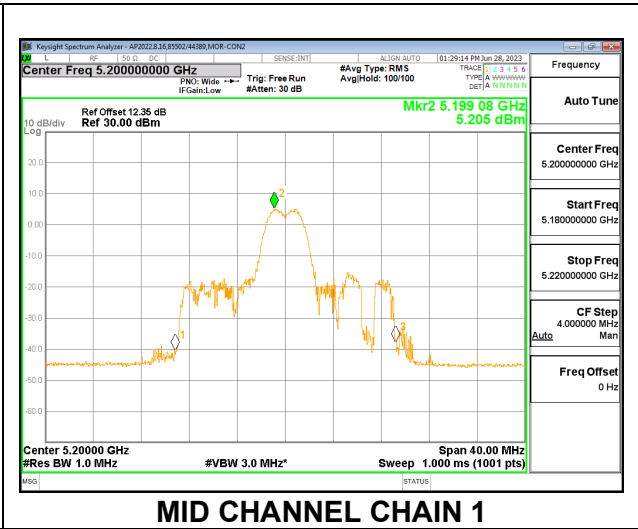 Keysight Spectrum Analyzer - AP2022.8.16,85502/44389,MOR-CON2
L RF 50 Ω DC SENSE:INT ALIGN AUTO 01:29:14 PM Jun 28, 2023
Center Freq 5.200000000 GHz #Avg Type: RMS TRACE 1 2 3 4 5 6 Frequency
PNO: Wide Trig: Free Run Avg|Hold: 100/100 TYPE A WWWWW
IFGain:Low #Atten: 30 dB DET A N N N N N
Mkr2 5.199 08 GHz
5.205 dBm
Ref Offset 12.35 dB
10 dB/div Ref 30.00 dBm
Log
20.0
10.0
0.00
-10.0
-20.0
-30.0
-40.0
-50.0
-60.0
2
1
3
Center 5.20000 GHz Span 40.00 MHz
#Res BW 1.0 MHz #VBW 3.0 MHz* Sweep 1.000 ms (1001 pts)
MSG STATUS
Auto Tune
Center Freq
5.200000000 GHz
Start Freq
5.180000000 GHz
Stop Freq
5.220000000 GHz
CF Step
4.000000 MHz
Auto Man
Freq Offset
0 Hz
MID CHANNEL CHAIN 1